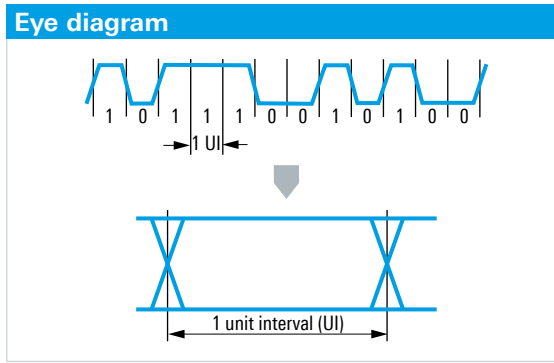 Eye diagram
1 0 1 1 1 0 0 1 0 1 0 0
1 UI
1 unit interval (UI)